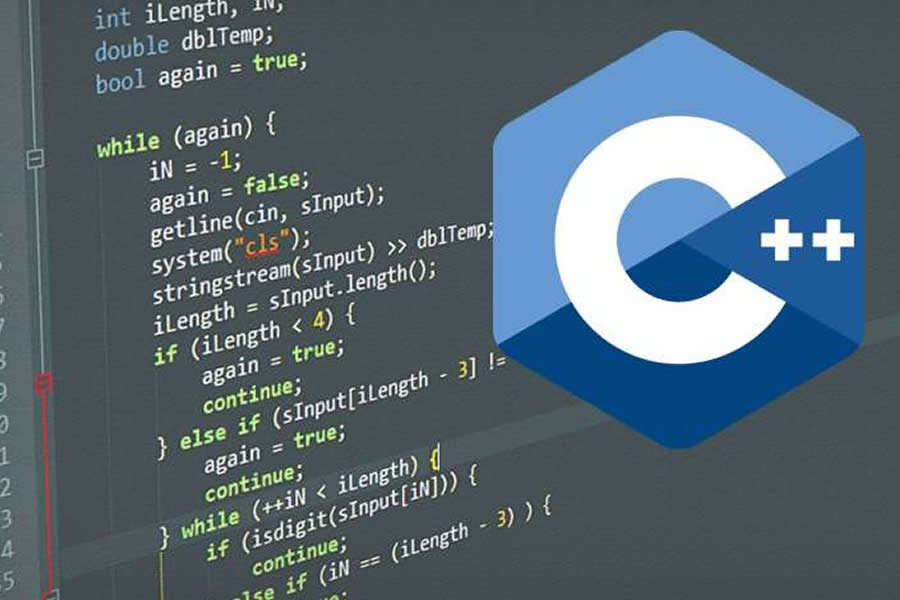 int iLength, iN;
double dblTemp;
bool again = true;
while (again) {
iN = -1;
again = false;
getline(cin, sInput);
system("cls");
stringstream(sInput) >> dblTemp;
iLength = sInput.length();
if (iLength < 4) {
again = true;
continue;
} else if (sInput[iLength - 3] !=
again = true;
continue;
} while (++iN < iLength) {
if (isdigit(sInput[iN])) {
continue;
else if (iN == (iLength - 3) ) {
C++